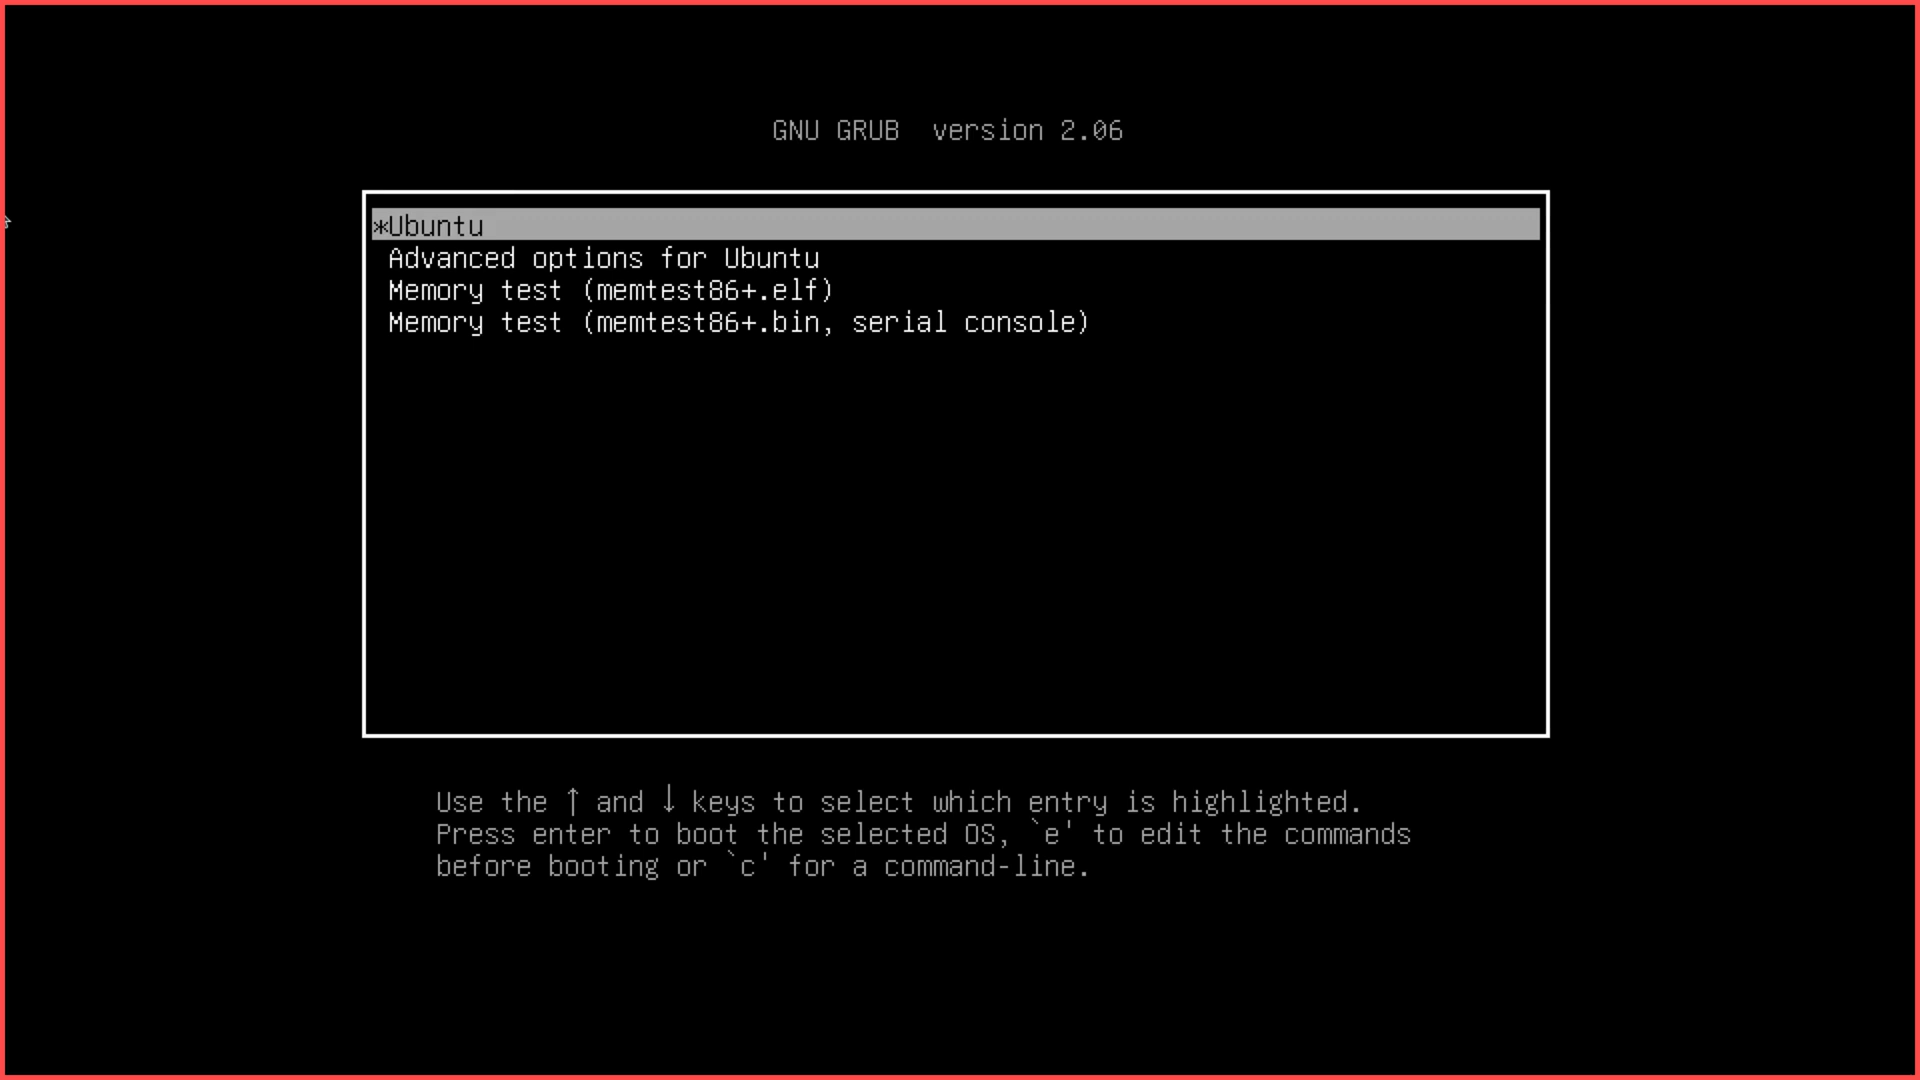 GNU GRUB  version 2.06
*Ubuntu
Advanced options for Ubuntu
Memory test (memtest86+.elf)
Memory test (memtest86+.bin, serial console)
Use the ↑ and ↓ keys to select which entry is highlighted.
Press enter to boot the selected OS, `e' to edit the commands
before booting or `c' for a command-line.